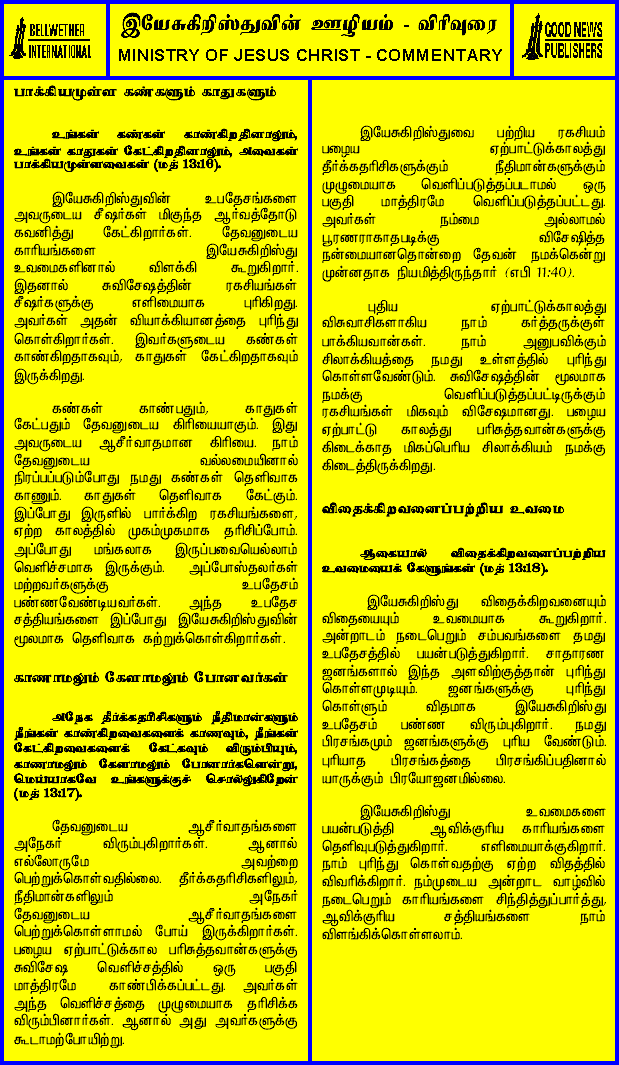 BELLWETHER
INTERNATIONAL
இயேசுகிறிஸ்துவின் ஊழியம் - விரிவுரை
MINISTRY OF JESUS CHRIST - COMMENTARY
GOOD NEWS
PUBLISHERS
பாக்கியமுள்ள கண்களும் காதுகளும்
உங்கள் கண்கள் காண்கிறதினாலும்,
உங்கள் காதுகள் கேட்கிறதினாலும், அவைகள்
பாக்கியமுள்ளவைகள் (மத் 13:16).
இயேசுகிறிஸ்துவின் உபதேசங்களை
அவருடைய சீஷர்கள் மிகுந்த ஆர்வத்தோடு
கவனித்து கேட்கிறார்கள். தேவனுடைய
காரியங்களை இயேசுகிறிஸ்து
உவமைகளினால் விளக்கி கூறுகிறார்.
இதனால் சுவிசேஷத்தின் ரகசியங்கள்
சீஷர்களுக்கு எளிமையாக புரிகிறது.
அவர்கள் அதன் வியாக்கியானத்தை புரிந்து
கொள்கிறார்கள். இவர்களுடைய கண்கள்
காண்கிறதாகவும், காதுகள் கேட்கிறதாகவும்
இருக்கிறது.
கண்கள் காண்பதும், காதுகள்
கேட்பதும் தேவனுடைய கிரியையாகும். இது
அவருடைய ஆசீர்வாதமான கிரியை. நாம்
தேவனுடைய வல்லமையினால்
நிரப்பப்படும்போது நமது கண்கள் தெளிவாக
காணும். காதுகள் தெளிவாக கேட்கும்.
இப்போது இருளில் பார்க்கிற ரகசியங்களை,
ஏற்ற காலத்தில் முகம்முகமாக தரிசிப்போம்.
அப்போது மங்கலாக இருப்பவையெல்லாம்
வெளிச்சமாக இருக்கும். அப்போஸ்தலர்கள்
மற்றவர்களுக்கு உபதேசம்
பண்ணவேண்டியவர்கள். அந்த உபதேச
சத்தியங்களை இப்போது இயேசுகிறிஸ்துவின்
மூலமாக தெளிவாக கற்றுக்கொள்கிறார்கள்.
காணாமலும் கேளாமலும் போனவர்கள்
அநேக தீர்க்கதரிசிகளும் நீதிமான்களும்
நீங்கள் காண்கிறவைகளைக் காணவும், நீங்கள்
கேட்கிறவைகளைக் கேட்கவும் விரும்பியும்,
காணாமலும் கேளாமலும் போனார்களென்று,
மெய்யாகவே உங்களுக்குச் சொல்லுகிறேன்
(மத் 13:17).
தேவனுடைய ஆசீர்வாதங்களை
அநேகர் விரும்புகிறார்கள். ஆனால்
எல்லோருமே அவற்றை
பெற்றுக்கொள்வதில்லை. தீர்க்கதரிசிகளிலும்,
நீதிமான்களிலும் அநேகர்
தேவனுடைய ஆசீர்வாதங்களை
பெற்றுக்கொள்ளாமல் போய் இருக்கிறார்கள்.
பழைய ஏற்பாட்டுக்கால பரிசுத்தவான்களுக்கு
சுவிசேஷ வெளிச்சத்தில் ஒரு பகுதி
மாத்திரமே காண்பிக்கப்பட்டது. அவர்கள்
அந்த வெளிச்சத்தை முழுமையாக தரிசிக்க
விரும்பினார்கள். ஆனால் அது அவர்களுக்கு
கூடாமற்போயிற்று.
இயேசுகிறிஸ்துவை பற்றிய ரகசியம்
பழைய ஏற்பாட்டுக்காலத்து
தீர்க்கதரிசிகளுக்கும் நீதிமான்களுக்கும்
முழுமையாக வெளிப்படுத்தப்படாமல் ஒரு
பகுதி மாத்திரமே வெளிப்படுத்தப்பட்டது.
அவர்கள் நம்மை அல்லாமல்
பூரணராகாதபடிக்கு விசேஷித்த
நன்மையானதொன்றை தேவன் நமக்கென்று
முன்னதாக நியமித்திருந்தார் (எபி 11:40).
புதிய ஏற்பாட்டுக்காலத்து
விசுவாசிகளாகிய நாம் கர்த்தருக்குள்
பாக்கியவான்கள். நாம் அனுபவிக்கும்
சிலாக்கியத்தை நமது உள்ளத்தில் புரிந்து
கொள்ளவேண்டும். சுவிசேஷத்தின் மூலமாக
நமக்கு வெளிப்படுத்தப்பட்டிருக்கும்
ரகசியங்கள் மிகவும் விசேஷமானது. பழைய
ஏற்பாட்டு காலத்து பரிசுத்தவான்களுக்கு
கிடைக்காத மிகப்பெரிய சிலாக்கியம் நமக்கு
கிடைத்திருக்கிறது.
விதைக்கிறவனைப்பற்றிய உவமை
ஆகையால் விதைக்கிறவனைப்பற்றிய
உவமையைக் கேளுங்கள் (மத் 13:18).
இயேசுகிறிஸ்து விதைக்கிறவனையும்
விதையையும் உவமையாக கூறுகிறார்.
அன்றாடம் நடைபெறும் சம்பவங்களை தமது
உபதேசத்தில் பயன்படுத்துகிறார். சாதாரண
ஜனங்களால் இந்த அளவிற்குத்தான் புரிந்து
கொள்ளமுடியும். ஜனங்களுக்கு புரிந்து
கொள்ளும் விதமாக இயேசுகிறிஸ்து
உபதேசம் பண்ண விரும்புகிறார். நமது
பிரசங்கமும் ஜனங்களுக்கு புரிய வேண்டும்.
புரியாத பிரசங்கத்தை பிரசங்கிப்பதினால்
யாருக்கும் பிரயோஜனமில்லை.
இயேசுகிறிஸ்து உவமைகளை
பயன்படுத்தி ஆவிக்குரிய காரியங்களை
தெளிவுபடுத்துகிறார். எளிமையாக்குகிறார்.
நாம் புரிந்து கொள்வதற்கு ஏற்ற விதத்தில்
விவரிக்கிறார். நம்முடைய அன்றாட வாழ்வில்
நடைபெறும் காரியங்களை சிந்தித்துப்பார்த்து,
ஆவிக்குரிய சத்தியங்களை நாம்
விளங்கிக்கொள்ளலாம்.